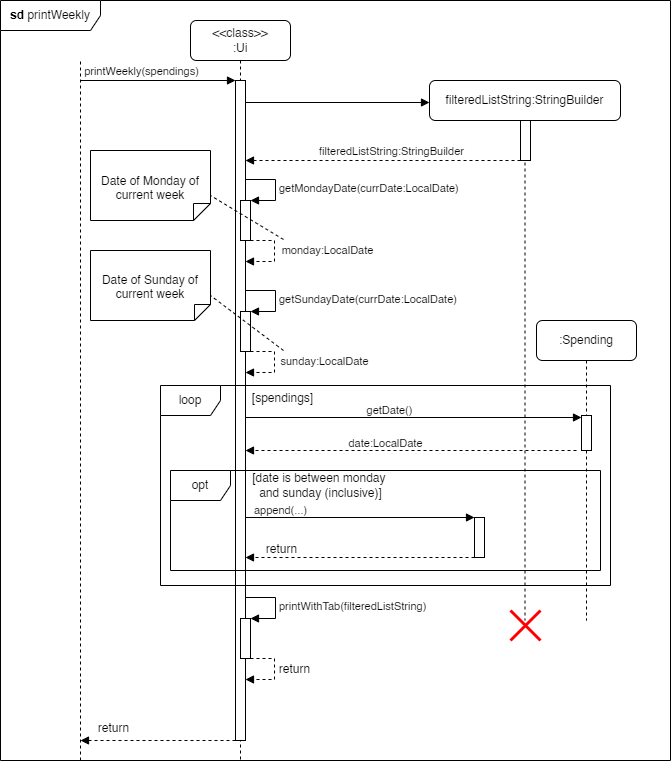 sd printWeekly
<<class>>
:Ui
printWeekly(spendings)
filteredListString:StringBuilder
filteredListString:StringBuilder
Date of Monday of
current week
getMondayDate(currDate:LocalDate)
monday:LocalDate
Date of Sunday of
current week
getSundayDate(currDate:LocalDate)
:Spending
sunday:LocalDate
loop
[spendings]
getDate()
date:LocalDate
opt
[date is between monday
and sunday (inclusive)]
append(...)
return
printWithTab(filteredListString)
return
return